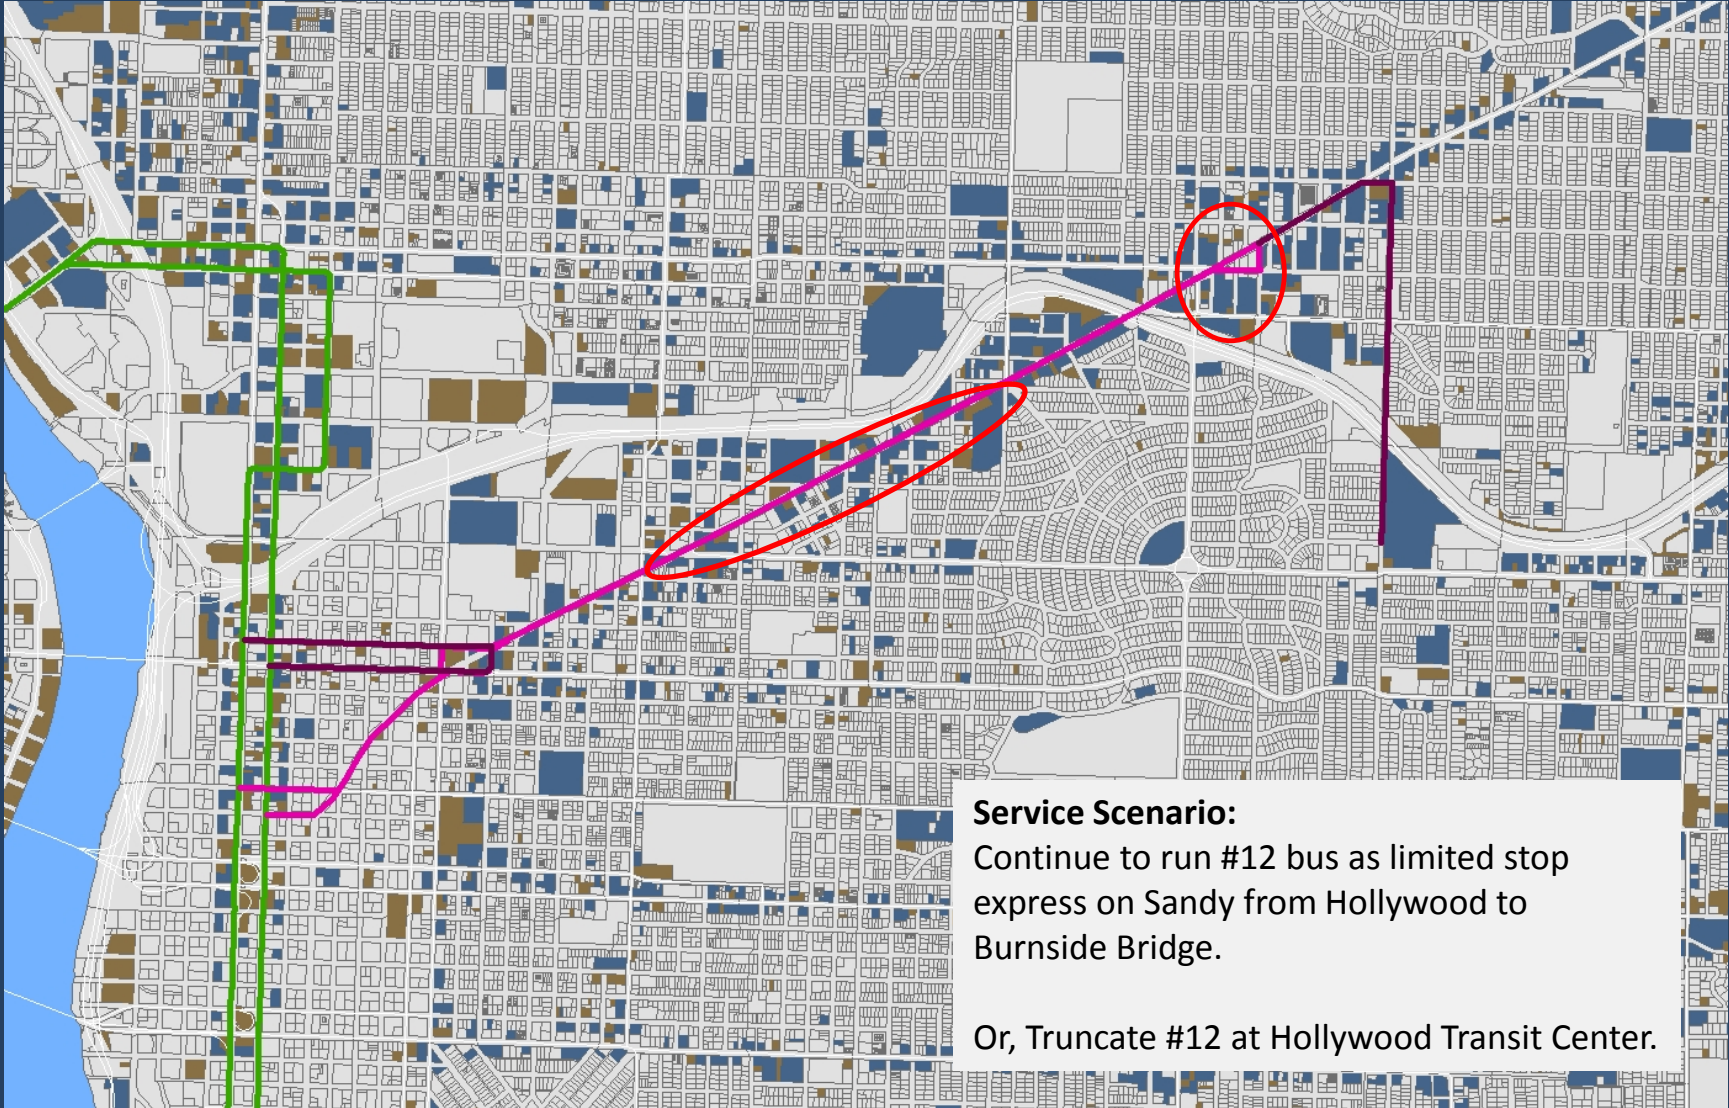 Service Scenario:
Continue to run #12 bus as limited stop
express on Sandy from Hollywood to
Burnside Bridge.
Or, Truncate #12 at Hollywood Transit Center.